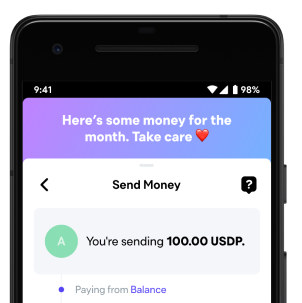 9:41 98%
Here's some money for the
month. Take care ❤️
Send Money ?
A You're sending 100.00 USDP.
Paying from Balance